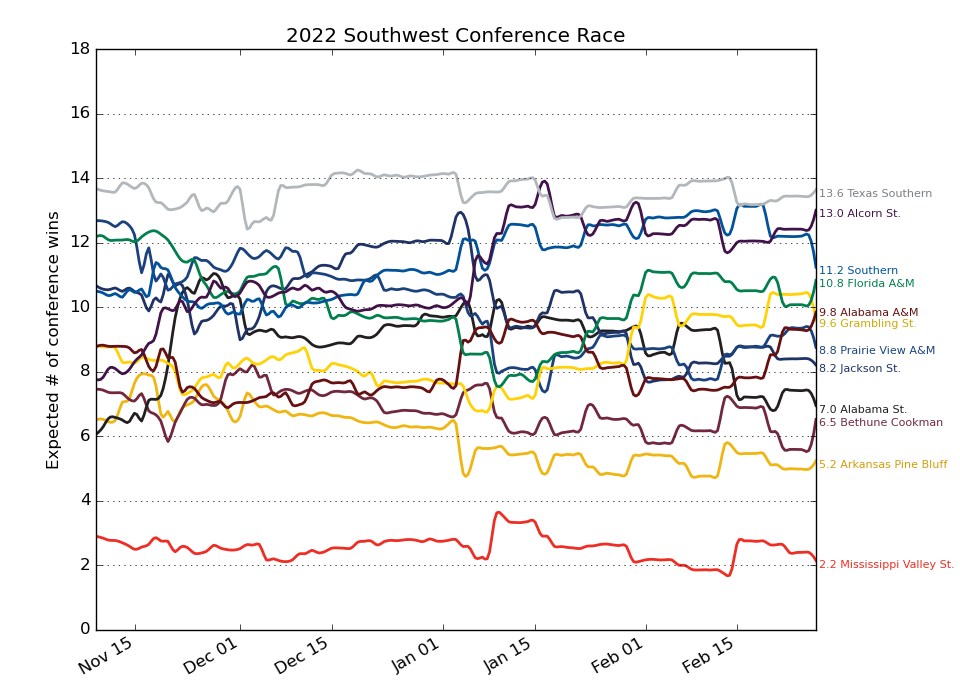 2022 Southwest Conference Race
Expected # of conference wins
18
16
14
12
10
8
6
4
2
0
Nov 15
Dec 01
Dec 15
Jan 01
Jan 15
Feb 01
Feb 15
13.6 Texas Southern
13.0 Alcorn St.
11.2 Southern
10.8 Florida A&M
9.8 Alabama A&M
9.6 Grambling St.
8.8 Prairie View A&M
8.2 Jackson St.
7.0 Alabama St.
6.5 Bethune Cookman
5.2 Arkansas Pine Bluff
2.2 Mississippi Valley St.